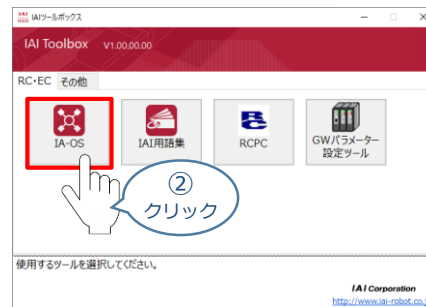 IAIツールボックス
IAI Toolbox V1.00.00.00
RC・EC その他
IA-OS
IAI用語集
RCPC
GWパラメーター
設定ツール
②
クリック
使用するツールを選択してください。
IAI Corporation
http://www.iai-robot.co.j